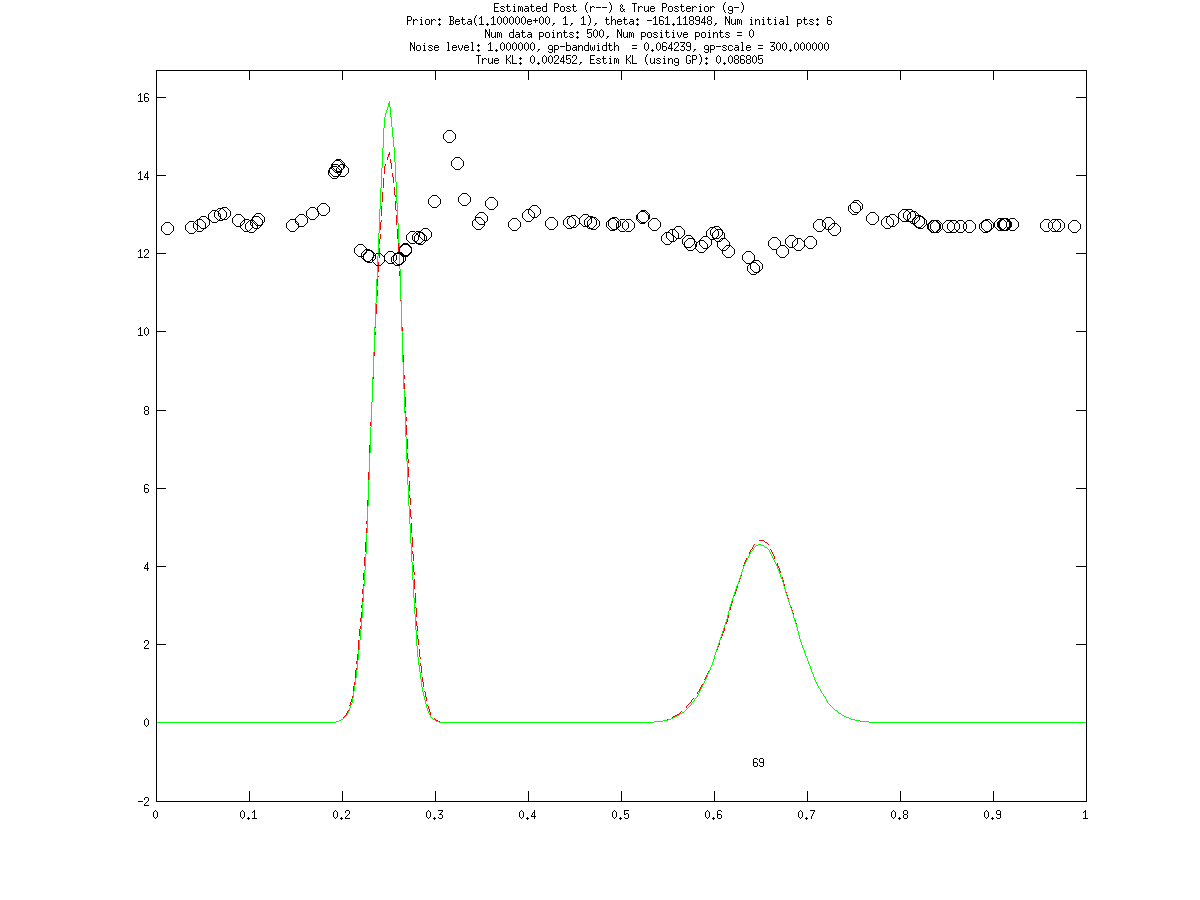 Estimated Post (r--) & True Posterior (g-)
Prior: Beta(1.100000e+00, 1, 1), theta: -161.118948, Num initial pts: 6
Num data points: 500, Num positive points = 0
Noise level: 1.000000, gp-bandwidth  = 0.064239, gp-scale = 300.000000
True KL: 0.002452, Estim KL (using GP): 0.086805
16
14
12
10
8
6
4
2
0
69
-2
0 0.1 0.2 0.3 0.4 0.5 0.6 0.7 0.8 0.9 1